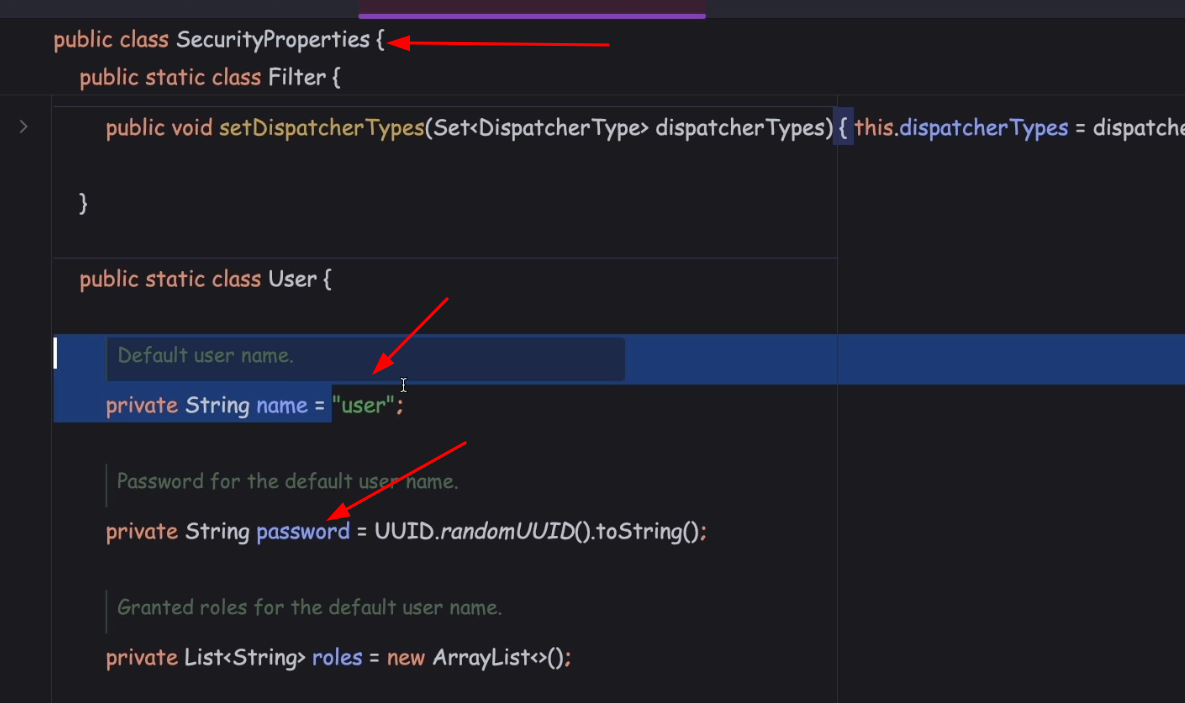 public class SecurityProperties {
public static class Filter {
public void setDispatcherTypes(Set<DispatcherType> dispatcherTypes) { this.dispatcherTypes = dispatche
}
public static class User {
Default user name.
private String name = "user";
Password for the default user name.
private String password = UUID.randomUUID().toString();
Granted roles for the default user name.
private List<String> roles = new ArrayList<>();